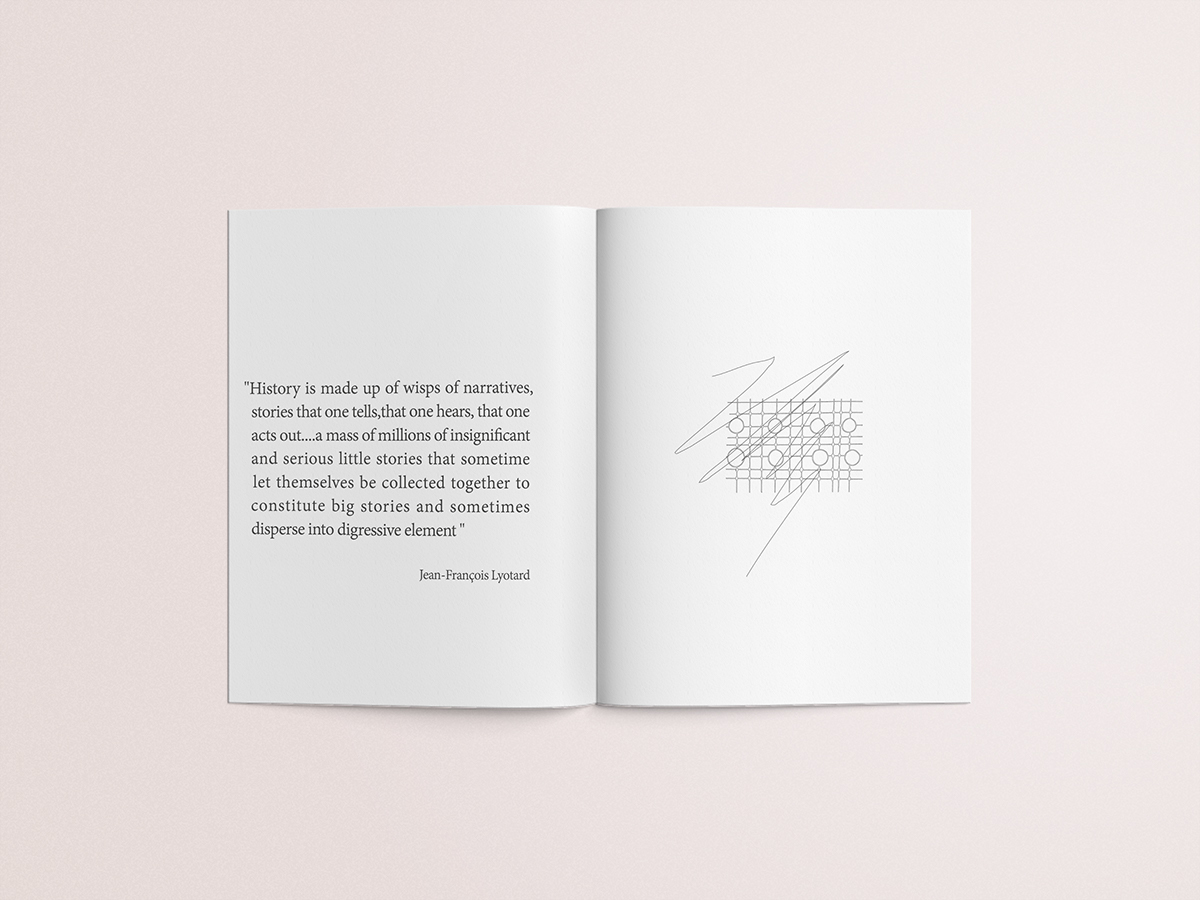 "History is made up of wisps of narratives,
stories that one tells,that one hears, that one
acts out....a mass of millions of insignificant
and serious little stories that sometime
let themselves be collected together to
constitute big stories and sometimes
disperse into digressive element "
Jean-François Lyotard